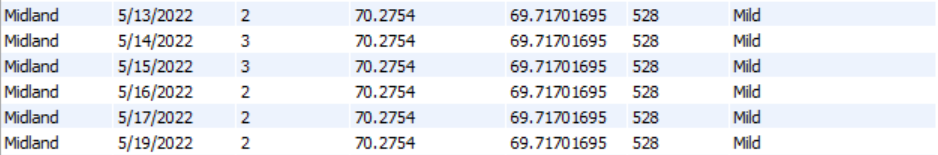 Midland 5/13/2022 2 70.2754 69.71701695 528 Mild
Midland 5/14/2022 3 70.2754 69.71701695 528 Mild
Midland 5/15/2022 3 70.2754 69.71701695 528 Mild
Midland 5/16/2022 2 70.2754 69.71701695 528 Mild
Midland 5/17/2022 2 70.2754 69.71701695 528 Mild
Midland 5/19/2022 2 70.2754 69.71701695 528 Mild